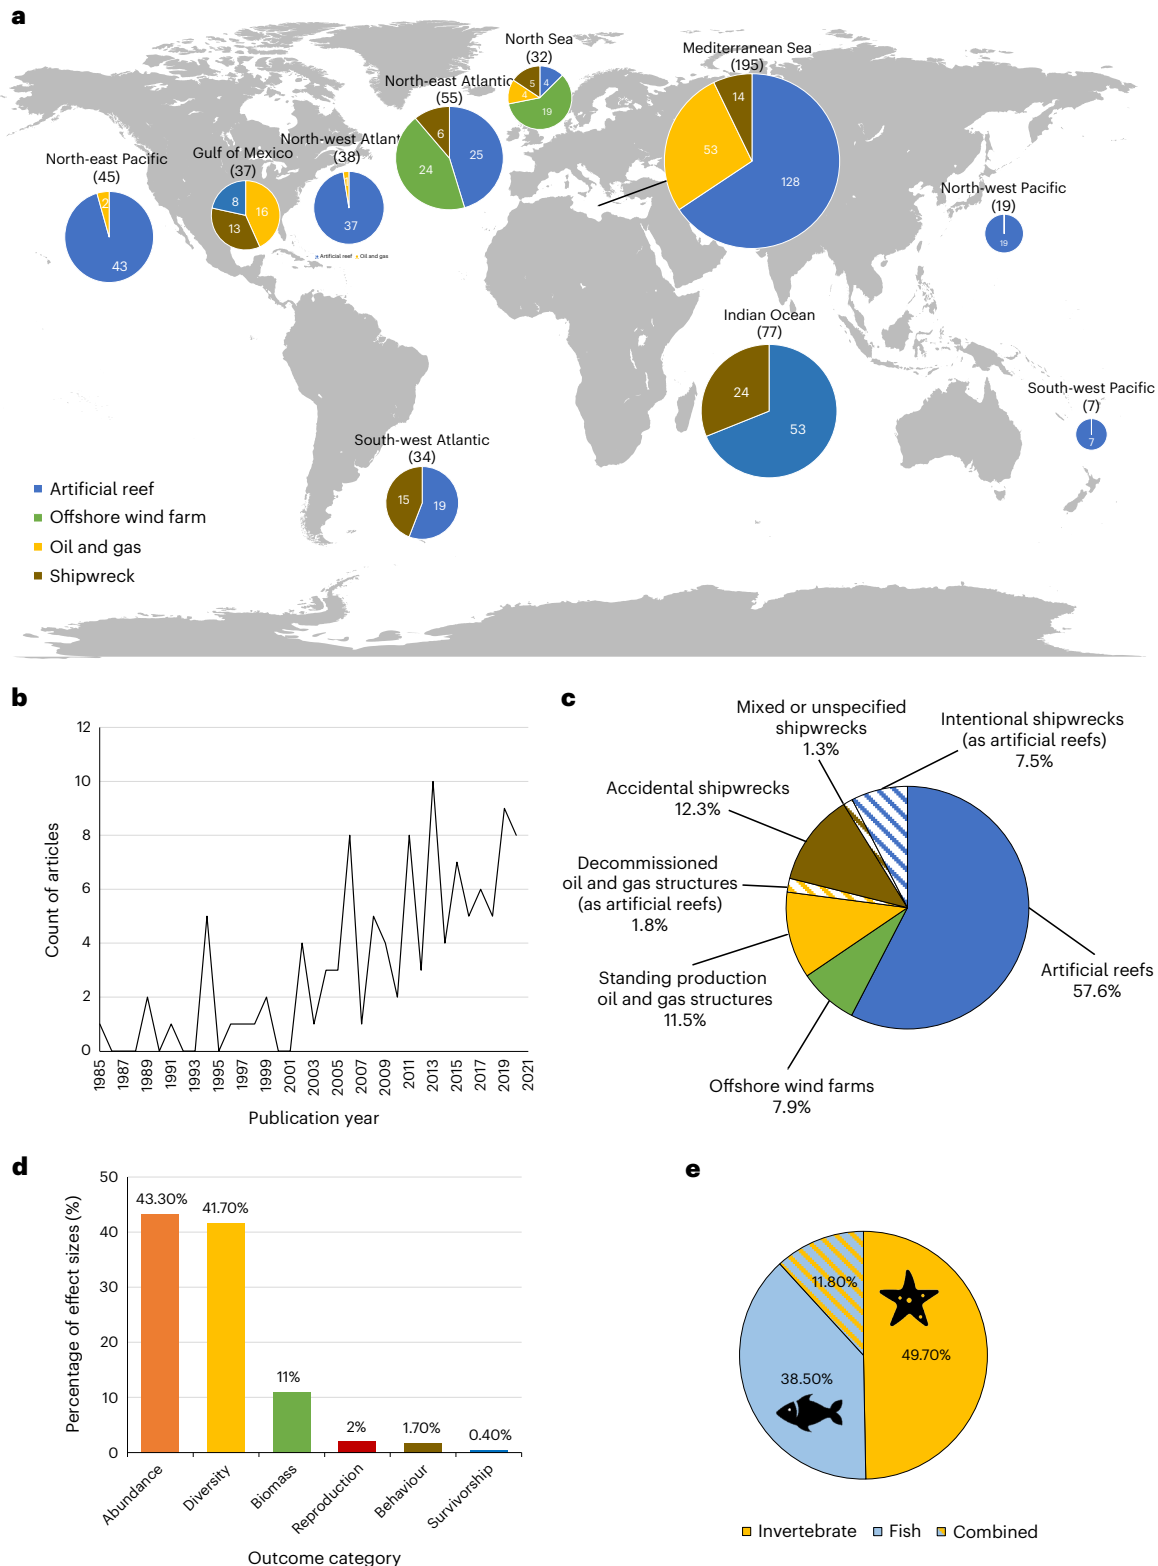 a
North Sea
(32)
5
4
4
19
Mediterranean Sea
(195)
14
53
128
North-east Atlantic
(55)
6
25
24
North-west Atlant
(38)
37
Artificial reef
Oil and gas
Gulf of Mexico
(37)
8
16
13
North-east Pacific
(45)
2
43
North-west Pacific
(19)
19
Indian Ocean
(77)
24
53
South-west Pacific
(7)
7
South-west Atlantic
(34)
15
19
Artificial reef
Offshore wind farm
Oil and gas
Shipwreck
b
12
10
8
6
4
2
0
Count of articles
1985
1987
1989
1991
1993
1995
1997
1999
2001
2003
2005
2007
2009
2011
2013
2015
2017
2019
2021
Publication year
c
Mixed or unspecified
shipwrecks
1.3%
Intentional shipwrecks
(as artificial reefs)
7.5%
Accidental shipwrecks
12.3%
Decommissioned
oil and gas structures
(as artificial reefs)
1.8%
Standing production
oil and gas structures
11.5%
Artificial reefs
57.6%
Offshore wind farms
7.9%
d
50
40
30
20
10
0
Percentage of effect sizes (%)
43.30%
41.70%
11%
2%
1.70%
0.40%
Abundance
Diversity
Biomass
Reproduction
Behaviour
Survivorship
Outcome category
e
11.80%
49.70%
38.50%
Invertebrate
Fish
Combined